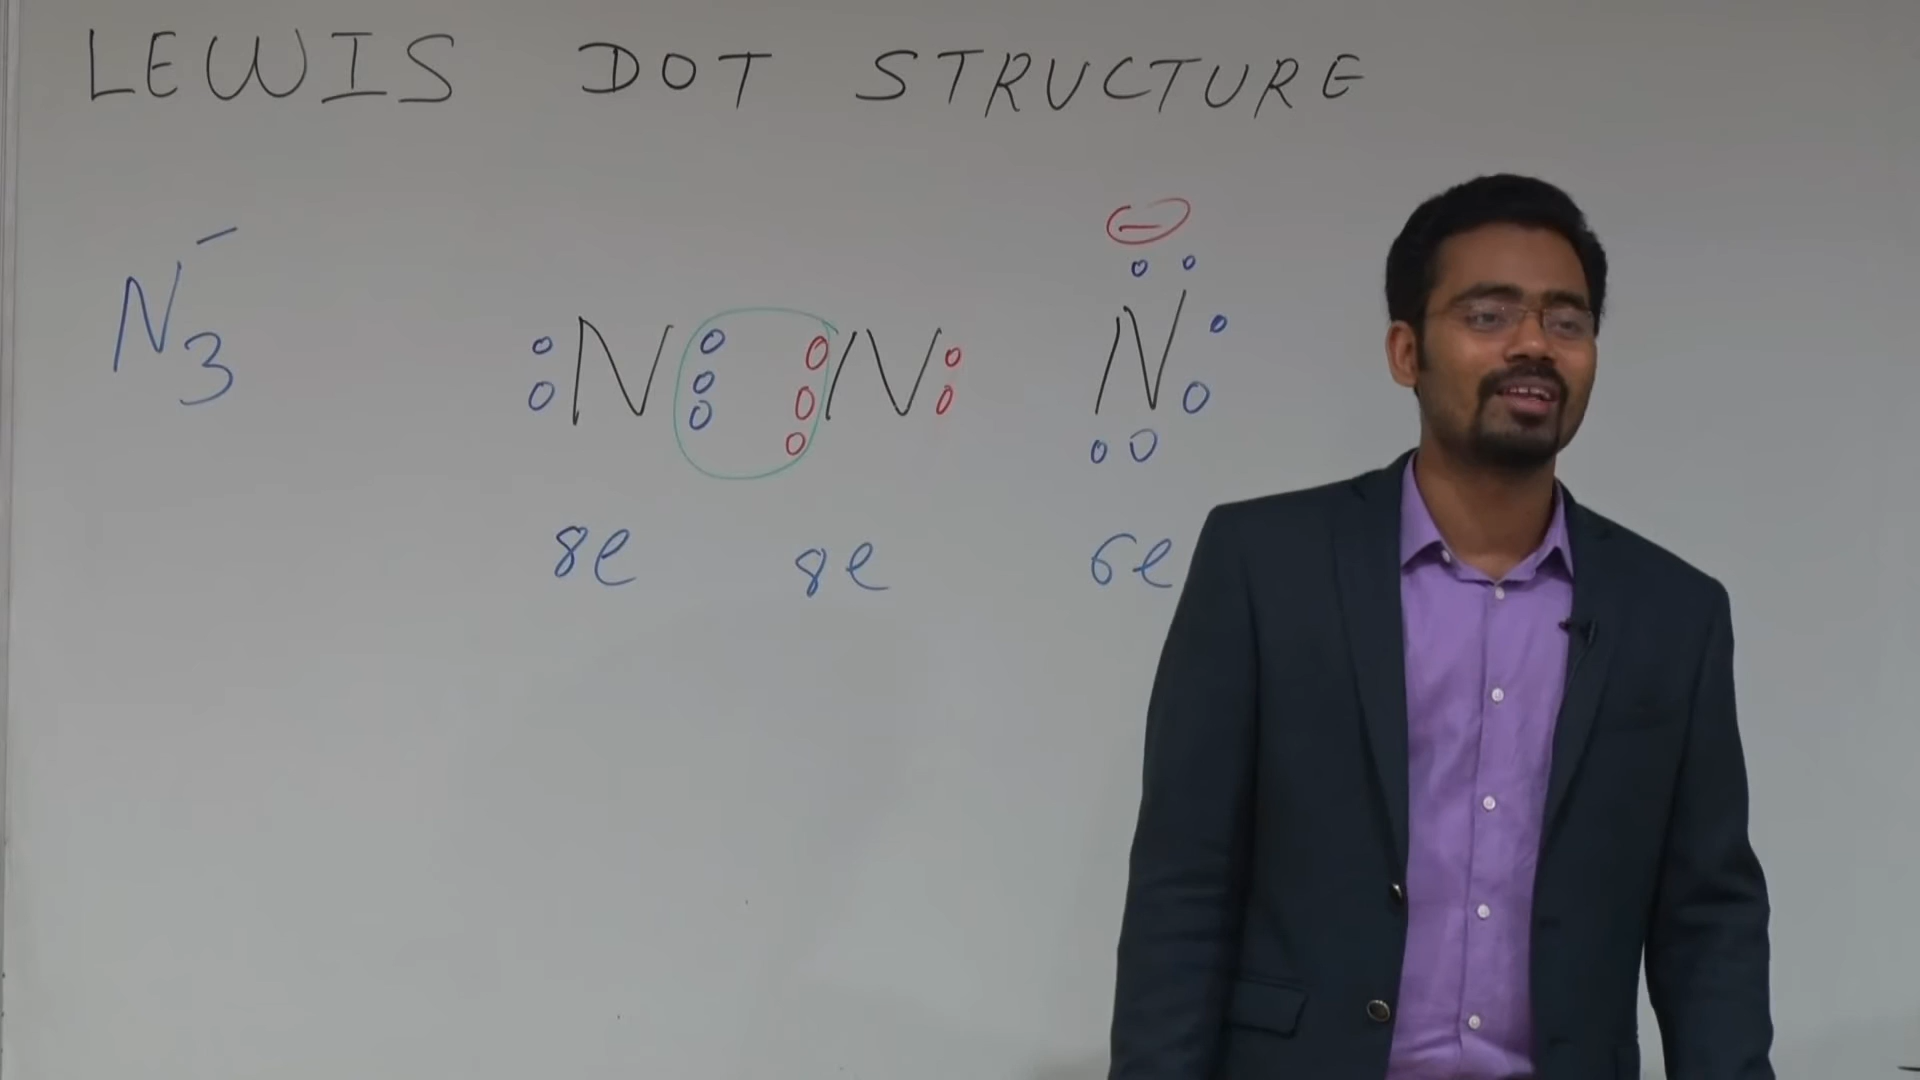 LEWIS DOT STRUCTURE
N₃⁻
N N N ⊖
8e 8e 6e